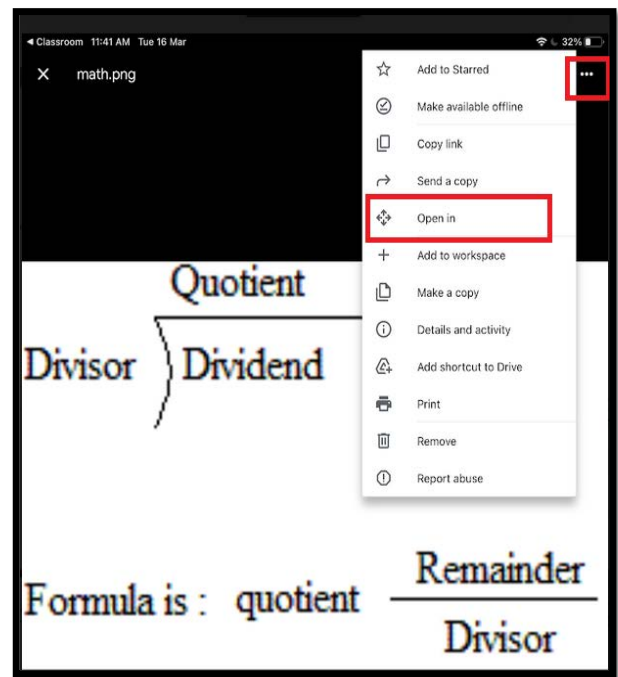 Classroom 11:41 AM Tue 16 Mar 32%
math.png
Add to Starred
Make available offline
Copy link
Send a copy
Open in
Add to workspace
Make a copy
Details and activity
Add shortcut to Drive
Print
Remove
Report abuse
Quotient
Divisor Dividend
Formula is : quotient Remainder
Divisor